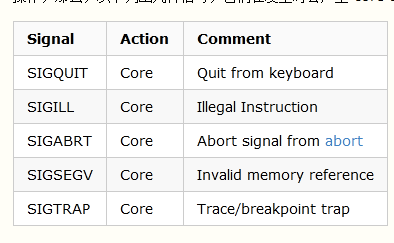 Signal Action Comment
SIGQUIT Core Quit from keyboard
SIGILL Core Illegal Instruction
SIGABRT Core Abort signal from abort
SIGSEGV Core Invalid memory reference
SIGTRAP Core Trace/breakpoint trap